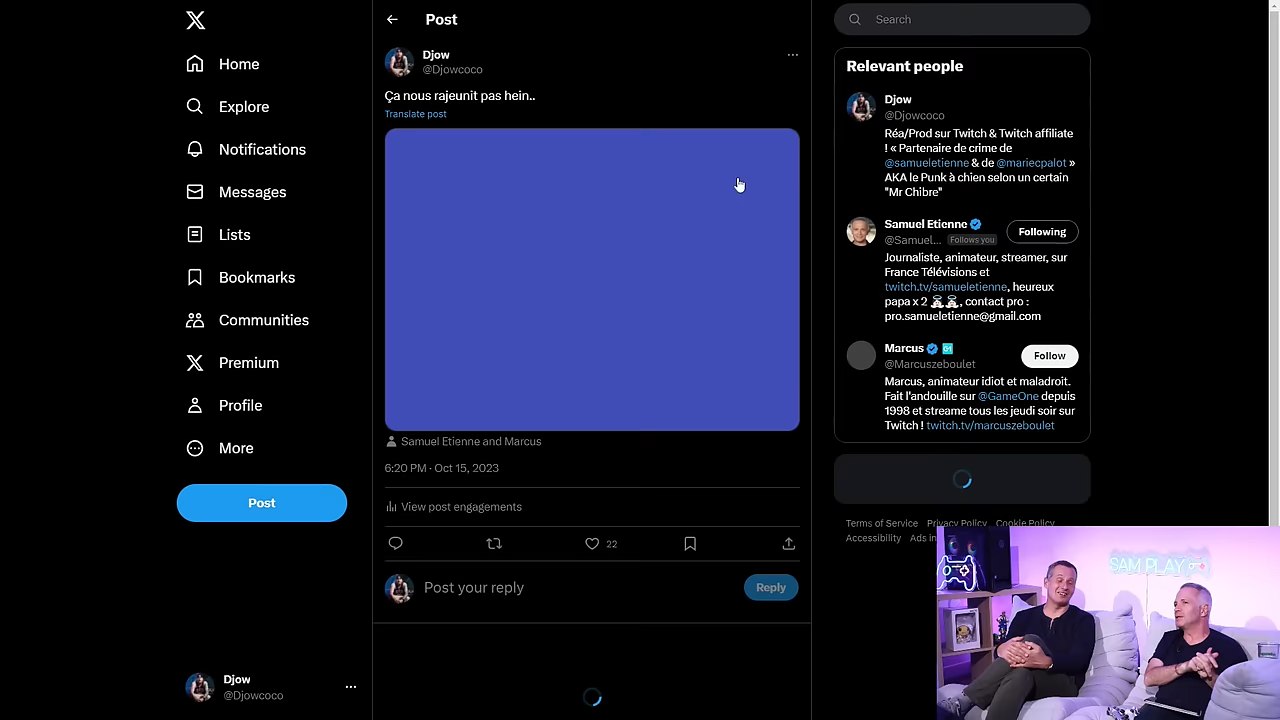 Home
Explore
Notifications
Messages
Lists
Bookmarks
Communities
Premium
Profile
More
Post
Djow
@Djowcoco
Post
Djow
@Djowcoco
Ça nous rajeunit pas hein..
Translate post
Samuel Etienne and Marcus
6:20 PM · Oct 15, 2023
View post engagements
22
Post your reply
Reply
Search
Relevant people
Djow
@Djowcoco
Réa/Prod sur Twitch & Twitch affiliate
! « Partenaire de crime de
@samueletienne & de @mariecpalot »
AKA le Punk à chien selon un certain
"Mr Chibre"
Samuel Etienne
Following
@Samuel... Follows you
Journaliste, animateur, streamer, sur
France Télévisions et
twitch.tv/samueletienne, heureux
papa x 2 , contact pro :
pro.samueletienne@gmail.com
Marcus
Follow
@Marcuszeboulet
Marcus, animateur idiot et maladroit.
Fait l'andouille sur @GameOne depuis
1998 et streame tous les jeudi soir sur
Twitch ! twitch.tv/marcuszeboulet
Terms of Service Privacy Policy Cookie Policy
Accessibility Ads in
SAM PLAY